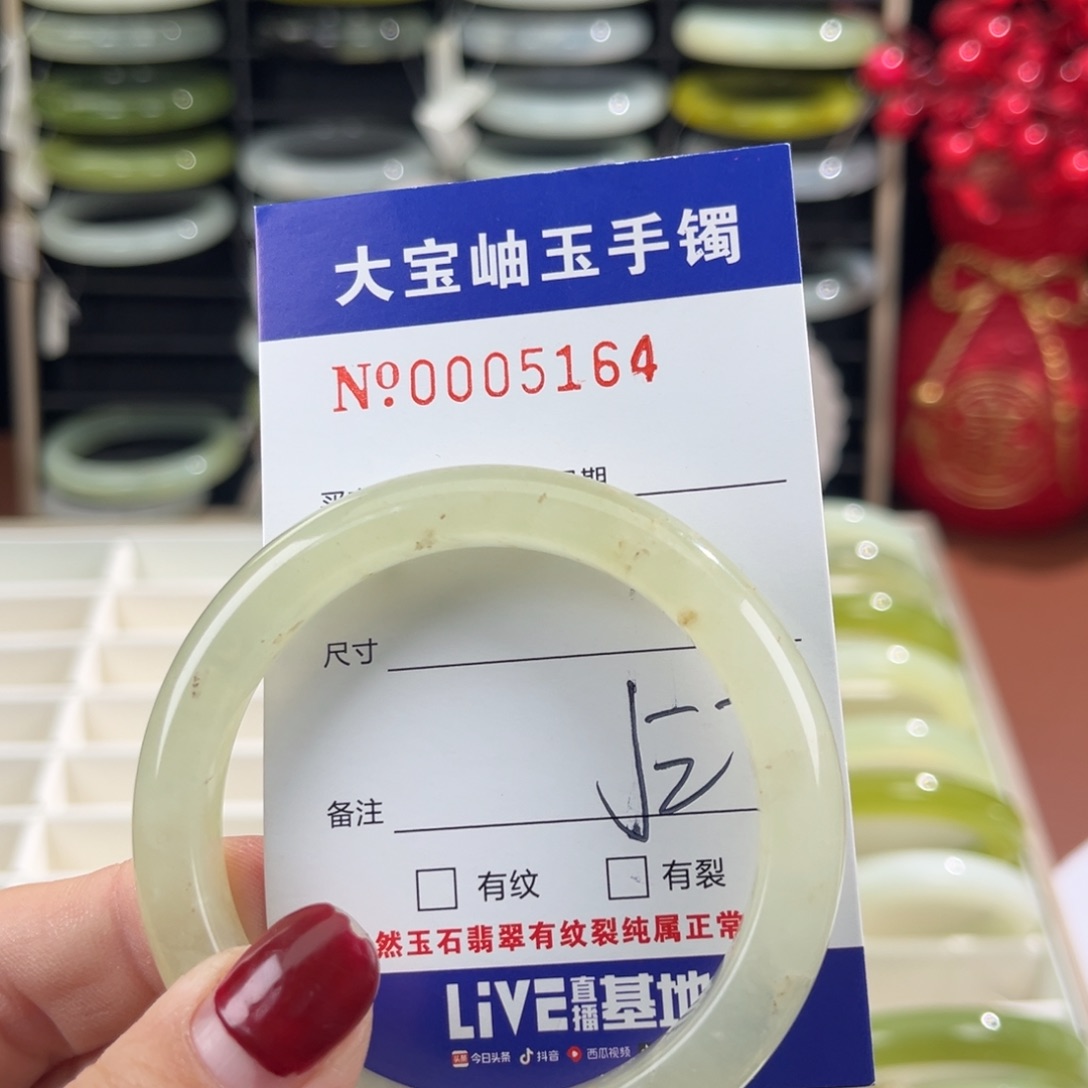 大宝岫玉手镯
Nº0005164
期
尺寸
备注
有纹
有裂
然玉石翡翠有纹裂纯属正常
LiVE直播基地
今日头条 抖音 西瓜视频